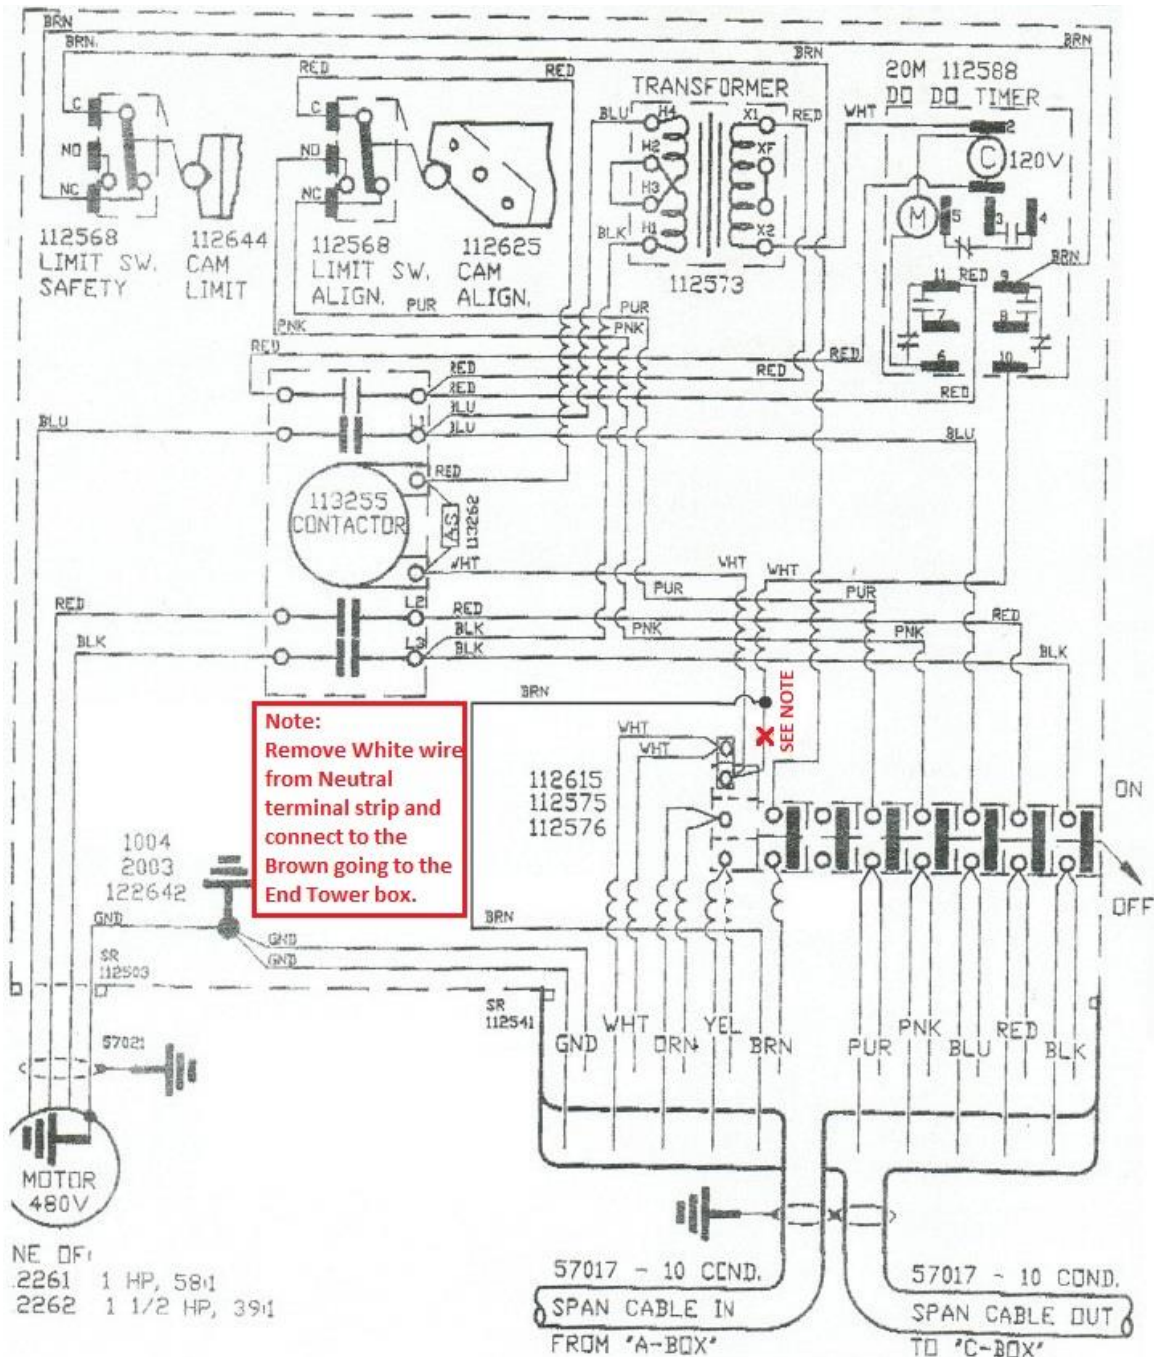 BRN
BRN.
BRN
BRN
RED
RED
TRANSFORMER
20M 112588
DO DO TIMER
WHT
BLU
H4
X1
RED
2
C
120V
C
C
NO
NO
H2
XF
H3
NC
NC
M
5
3
4
BLK
H1
X2
BRN
112568
LIMIT SW.
SAFETY
112644
CAM
LIMIT
112568
LIMIT SW.
ALIGN.
112625
CAM
ALIGN.
112573
11
RED
9
7
8
6
10
PUR
PUR
PNK
PNK
RED
RED
RED
RED
RED
RED
BLU
L1
BLU
BLU
BLU
RED
113255
CONTACTOR
A.S
113262
WHT
WHT
WHT
PUR
PUR
RED
L2
RED
RED
BLK
L3
BLK
BLK
PNK
PNK
BLK
BRN
SEE NOTE
Note:
Remove White wire
from Neutral
terminal strip and
connect to the
Brown going to the
End Tower box.
WHT
WHT
112615
112575
112576
ON
OFF
1004
2003
122642
GND
GND
GND
BRN
SR
112503
SR
112541
57021
GND
WHT
ORN
YEL
BRN
PUR
PNK
BLU
RED
BLK
MOTOR
480V
NE OF
2261 1 HP, 58:1
2262 1 1/2 HP, 39:1
57017 - 10 COND.
SPAN CABLE IN
FROM "A-BOX"
57017 - 10 COND.
SPAN CABLE OUT
TO "C-BOX"